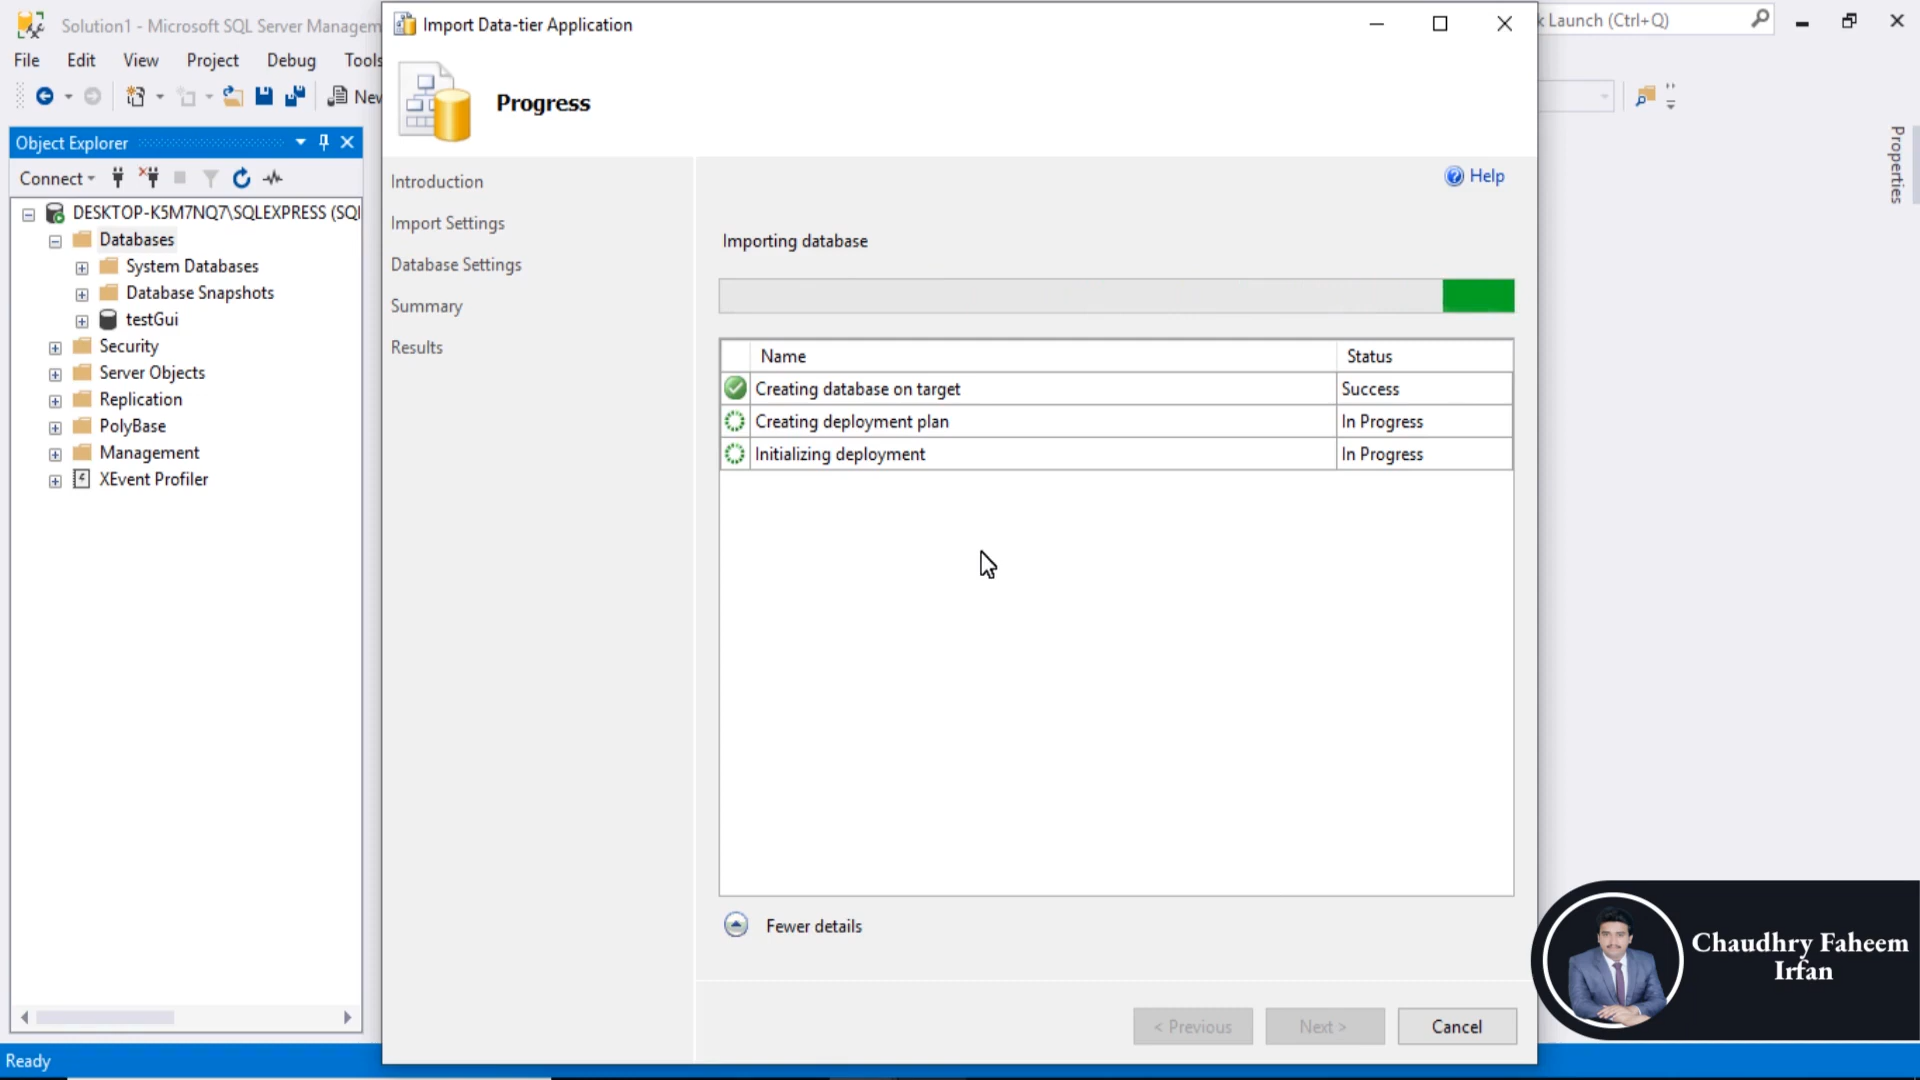 Solution1 - Microsoft SQL Server Managem
Import Data-tier Application
k Launch (Ctrl+Q)
File Edit View Project Debug Tools
New
Progress
Object Explorer
Connect
DESKTOP-K5M7NQ7\SQLEXPRESS (SQL
Databases
System Databases
Database Snapshots
testGui
Security
Server Objects
Replication
PolyBase
Management
XEvent Profiler
Introduction
Import Settings
Database Settings
Summary
Results
Help
Importing database
Name Status
Creating database on target Success
Creating deployment plan In Progress
Initializing deployment In Progress
Fewer details
< Previous Next > Cancel
Properties
Chaudhry Faheem
Irfan
Ready